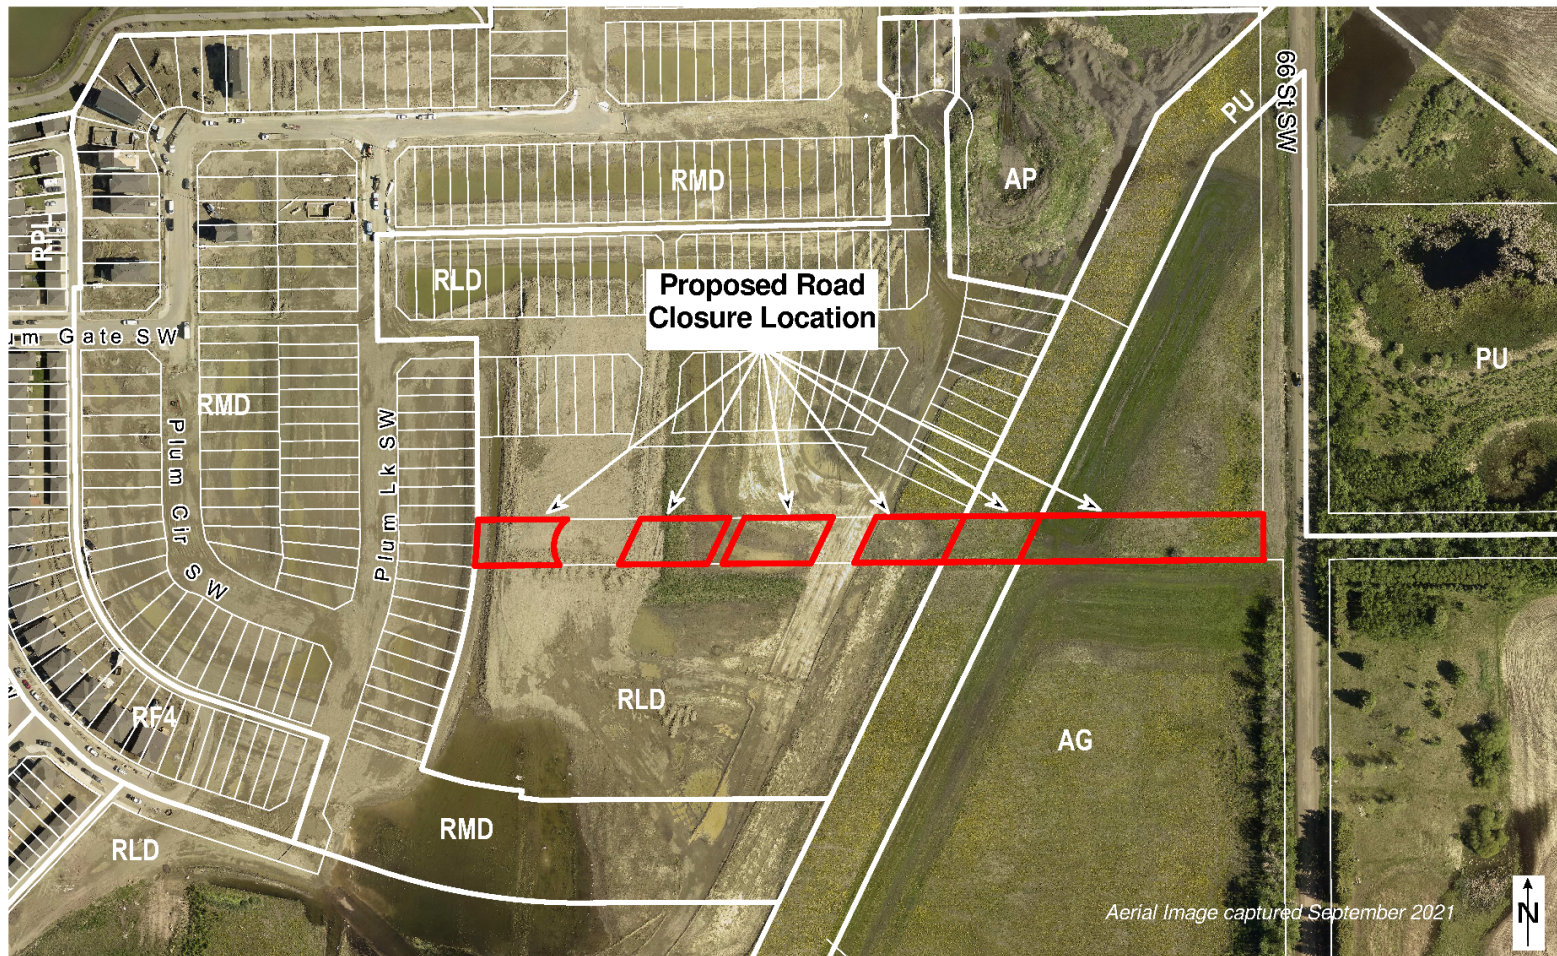 66 St SW
PU
RMD
AP
RPL
RLD
Proposed Road
Closure Location
um Gate SW
PU
RMD
Plum Cir SW
Plum Lk SW
RLD
RF4
AG
RMD
RLD
Aerial Image captured September 2021
N